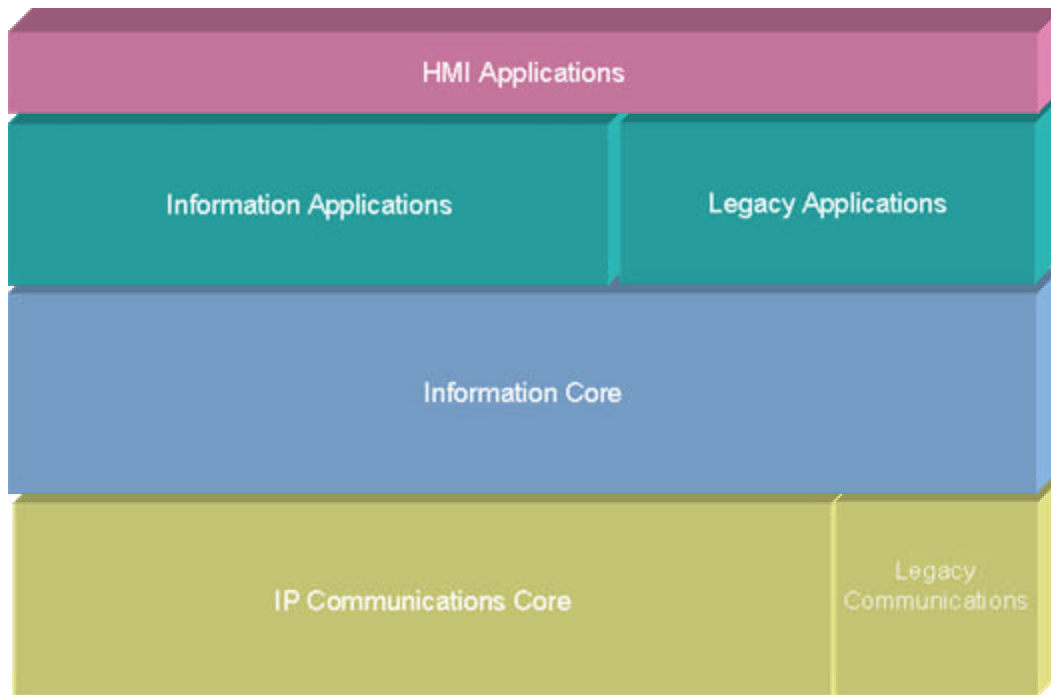 HMI Applications
Information Applications
Legacy Applications
Information Core
IP Communications Core
Legacy
Communications